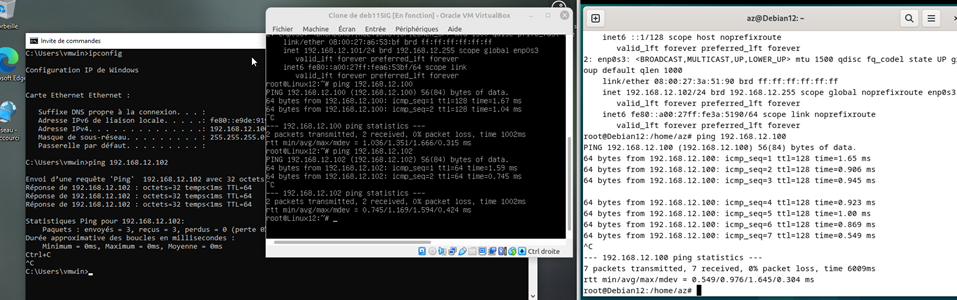 orbeille
Microsoft
Edge
éseau -
ccourci
Invite de commandes
C:\Users\vmwin>ipconfig
Configuration IP de Windows
Carte Ethernet Ethernet :
Suffixe DNS propre à la connexion. . . :
Adresse IPv6 de liaison locale. . . . . : fe80::e9de:91
Adresse IPv4. . . . . . . . . . . . . . : 192.168.12.10
Masque de sous-réseau. . . . . . . . . : 255.255.255.0
Passerelle par défaut. . . . . . . . . :
C:\Users\vmwin>ping 192.168.12.102
Envoi d'une requête 'Ping'  192.168.12.102 avec 32 octets
Réponse de 192.168.12.102 : octets=32 temps<1ms TTL=64
Réponse de 192.168.12.102 : octets=32 temps<1ms TTL=64
Réponse de 192.168.12.102 : octets=32 temps<1ms TTL=64
Statistiques Ping pour 192.168.12.102:
Paquets : envoyés = 3, reçus = 3, perdus = 0 (perte 0%
Durée approximative des boucles en millisecondes :
Minimum = 0ms, Maximum = 0ms, Moyenne = 0ms
Ctrl+C
^C
C:\Users\vmwin>_
Clone de deb11SIG [En fonction] - Oracle VM VirtualBox
Fichier Machine Écran Entrée Périphériques Aide
link/ether 08:00:27:a6:53:bf brd ff:ff:ff:ff:ff:ff
inet 192.168.12.101/24 brd 192.168.12.255 scope global enp0s3
valid_lft forever preferred_lft forever
inet6 fe80::a00:27ff:fea6:53bf/64 scope link
valid_lft forever preferred_lft forever
root@Linux12:~# ping 192.168.12.100
PING 192.168.12.100 (192.168.12.100) 56(84) bytes of data.
64 bytes from 192.168.12.100: icmp_seq=1 ttl=128 time=1.67 ms
64 bytes from 192.168.12.100: icmp_seq=2 ttl=128 time=1.04 ms
^C
--- 192.168.12.100 ping statistics ---
2 packets transmitted, 2 received, 0% packet loss, time 1002ms
rtt min/avg/max/mdev = 1.036/1.351/1.666/0.315 ms
root@Linux12:~# ping 192.168.12.102
PING 192.168.12.102 (192.168.12.102) 56(84) bytes of data.
64 bytes from 192.168.12.102: icmp_seq=1 ttl=64 time=1.59 ms
64 bytes from 192.168.12.102: icmp_seq=2 ttl=64 time=0.745 ms
^C
--- 192.168.12.102 ping statistics ---
2 packets transmitted, 2 received, 0% packet loss, time 1002ms
rtt min/avg/max/mdev = 0.745/1.169/1.594/0.424 ms
root@Linux12:~# _
Ctrl droite
az@Debian12: ~
inet6 ::1/128 scope host noprefixroute
valid_lft forever preferred_lft forever
2: enp0s3: <BROADCAST,MULTICAST,UP,LOWER_UP> mtu 1500 qdisc fq_codel state UP g
oup default qlen 1000
link/ether 08:00:27:3a:51:90 brd ff:ff:ff:ff:ff:ff
inet 192.168.12.102/24 brd 192.168.12.255 scope global noprefixroute enp0s3
valid_lft forever preferred_lft forever
inet6 fe80::a00:27ff:fe3a:5190/64 scope link noprefixroute
valid_lft forever preferred_lft forever
root@Debian12:/home/az# ping 192.168.12.100
PING 192.168.12.100 (192.168.12.100) 56(84) bytes of data.
64 bytes from 192.168.12.100: icmp_seq=1 ttl=128 time=1.65 ms
64 bytes from 192.168.12.100: icmp_seq=2 ttl=128 time=0.906 ms
64 bytes from 192.168.12.100: icmp_seq=3 ttl=128 time=0.945 ms
64 bytes from 192.168.12.100: icmp_seq=4 ttl=128 time=0.923 ms
64 bytes from 192.168.12.100: icmp_seq=5 ttl=128 time=1.00 ms
64 bytes from 192.168.12.100: icmp_seq=6 ttl=128 time=0.869 ms
64 bytes from 192.168.12.100: icmp_seq=7 ttl=128 time=0.549 ms
^C
--- 192.168.12.100 ping statistics ---
7 packets transmitted, 7 received, 0% packet loss, time 6009ms
rtt min/avg/max/mdev = 0.549/0.976/1.645/0.304 ms
root@Debian12:/home/az#